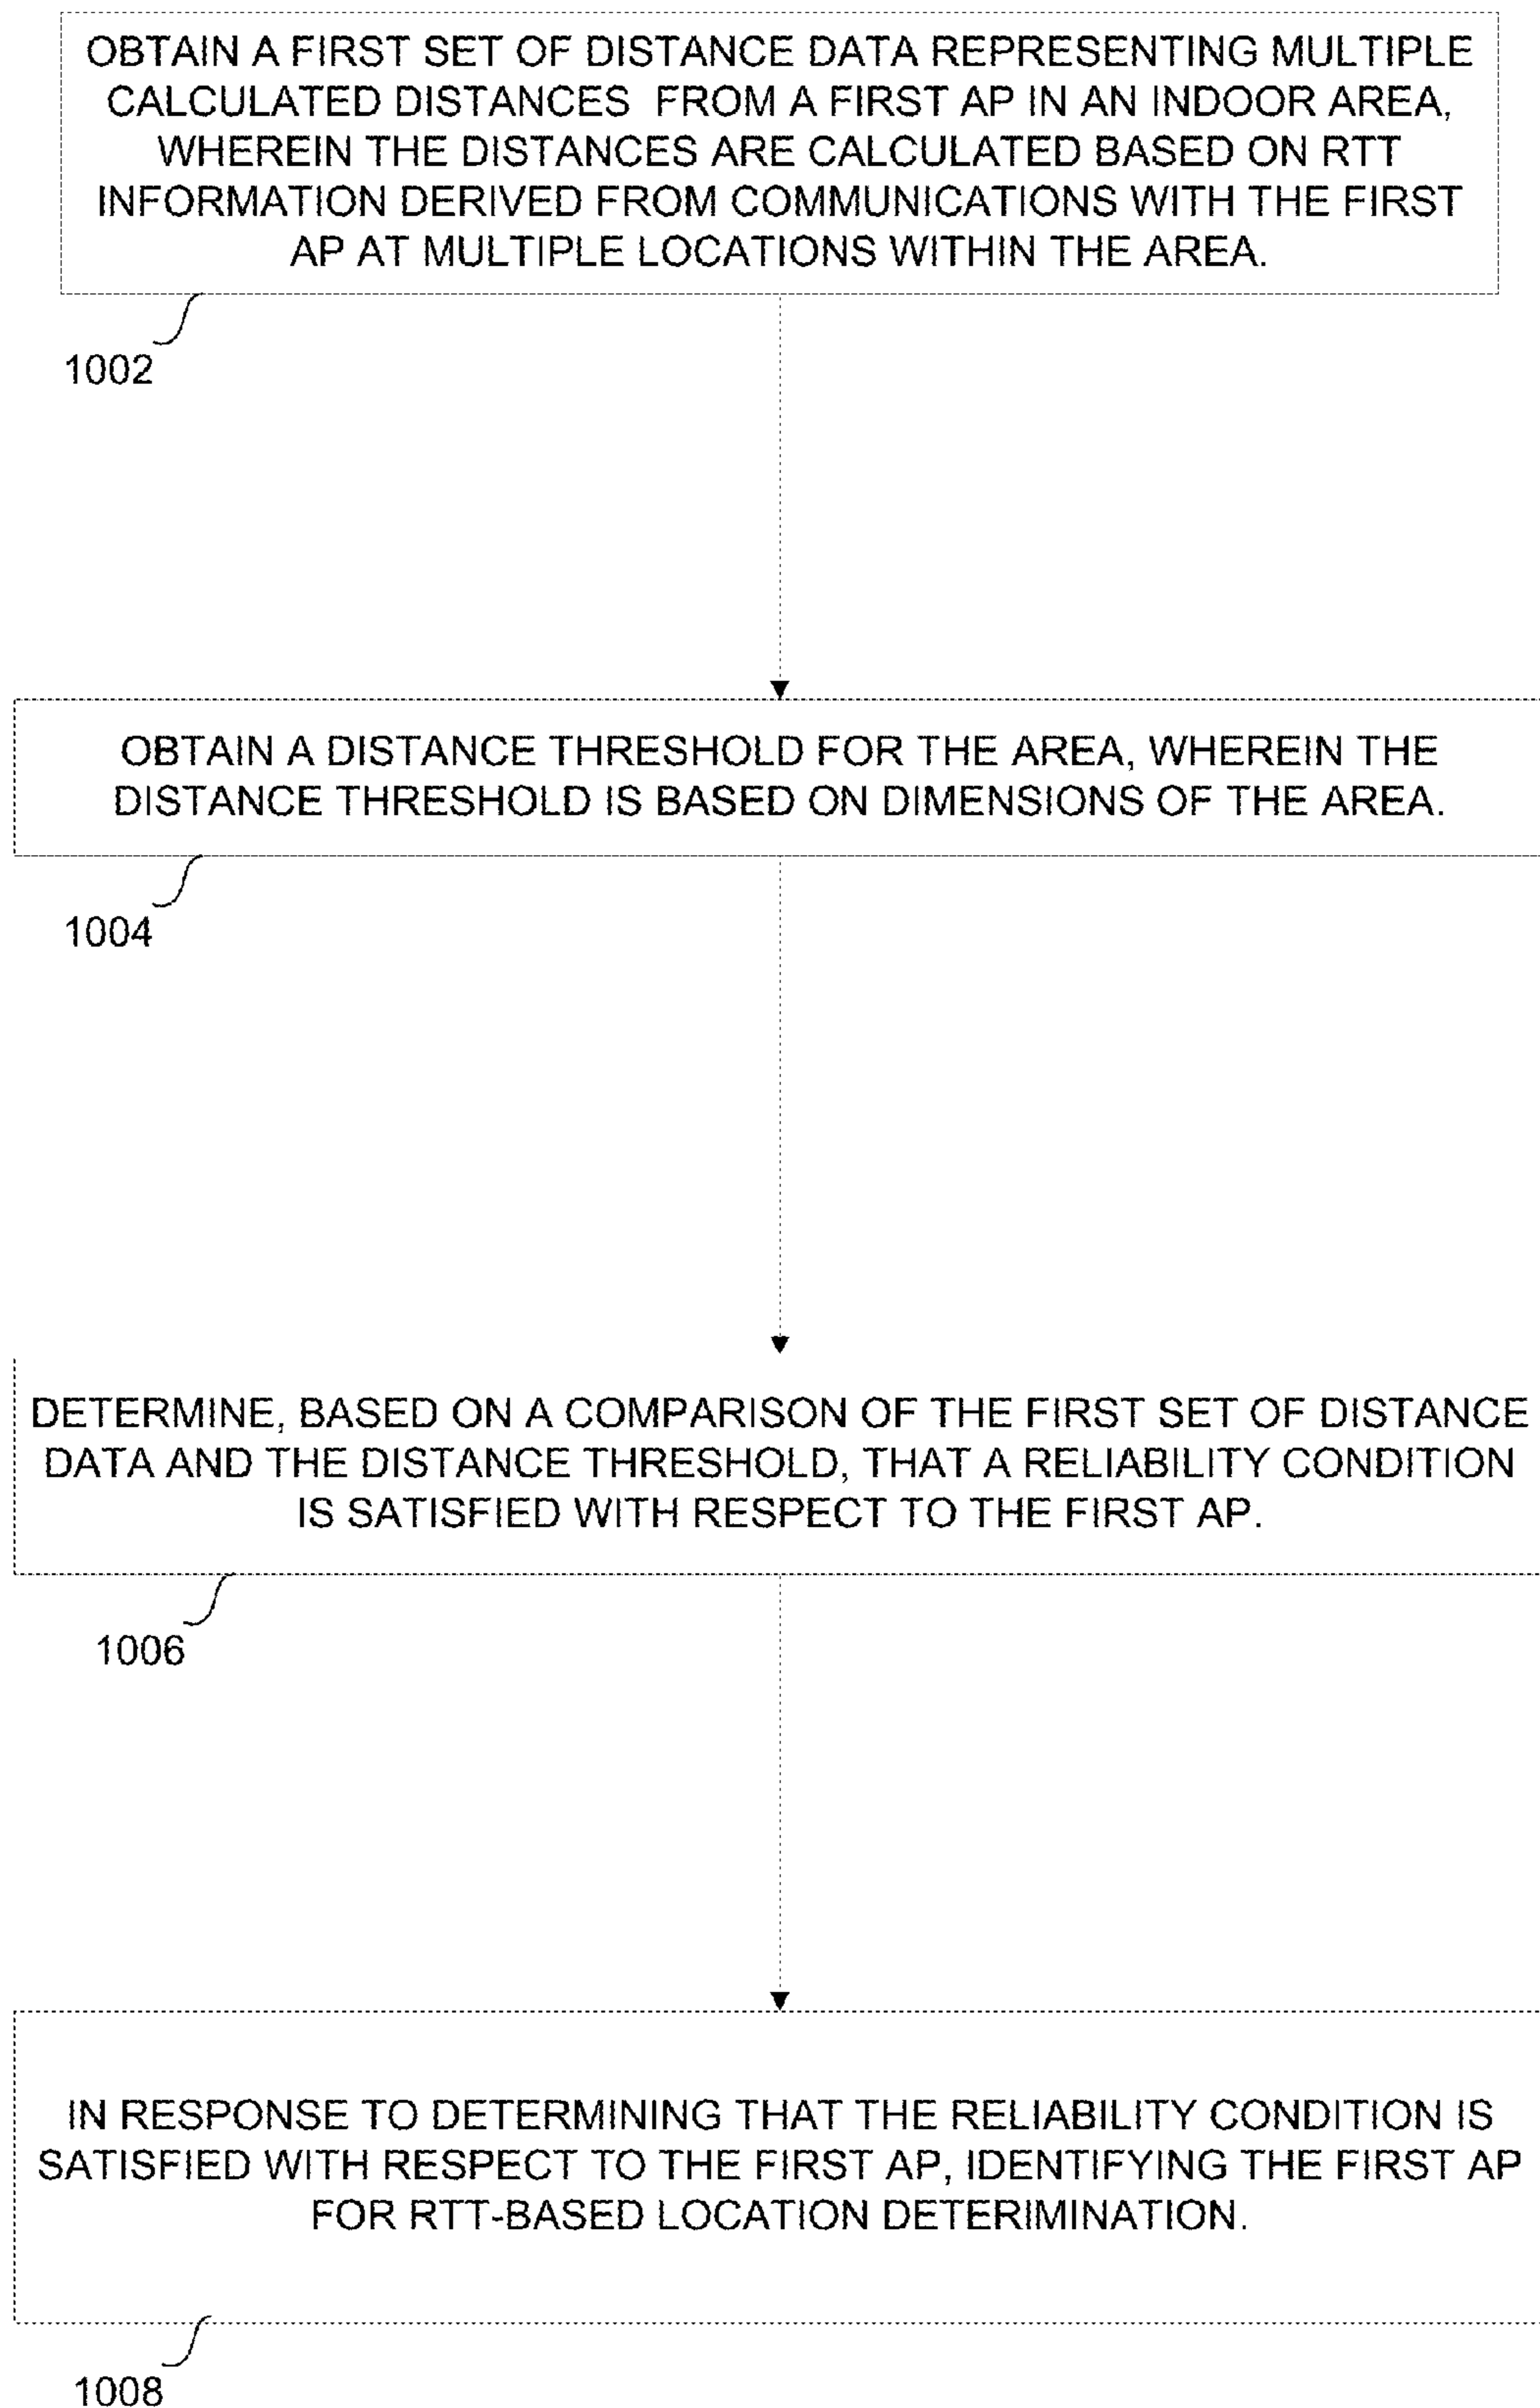 OBTAIN A FIRST SET OF DISTANCE DATA REPRESENTING MULTIPLE
CALCULATED DISTANCES FROM A FIRST AP IN AN INDOOR AREA,
WHEREIN THE DISTANCES ARE CALCULATED BASED ON RTT
INFORMATION DERIVED FROM COMMUNICATIONS WITH THE FIRST
AP AT MULTIPLE LOCATIONS WITHIN THE AREA.
1002
OBTAIN A DISTANCE THRESHOLD FOR THE AREA, WHEREIN THE
DISTANCE THRESHOLD IS BASED ON DIMENSIONS OF THE AREA.
1004
DETERMINE, BASED ON A COMPARISON OF THE FIRST SET OF DISTANCE
DATA AND THE DISTANCE THRESHOLD, THAT A RELIABILITY CONDITION
IS SATISFIED WITH RESPECT TO THE FIRST AP.
1006
IN RESPONSE TO DETERMINING THAT THE RELIABILITY CONDITION IS
SATISFIED WITH RESPECT TO THE FIRST AP, IDENTIFYING THE FIRST AP
FOR RTT-BASED LOCATION DETERIMINATION.
1008